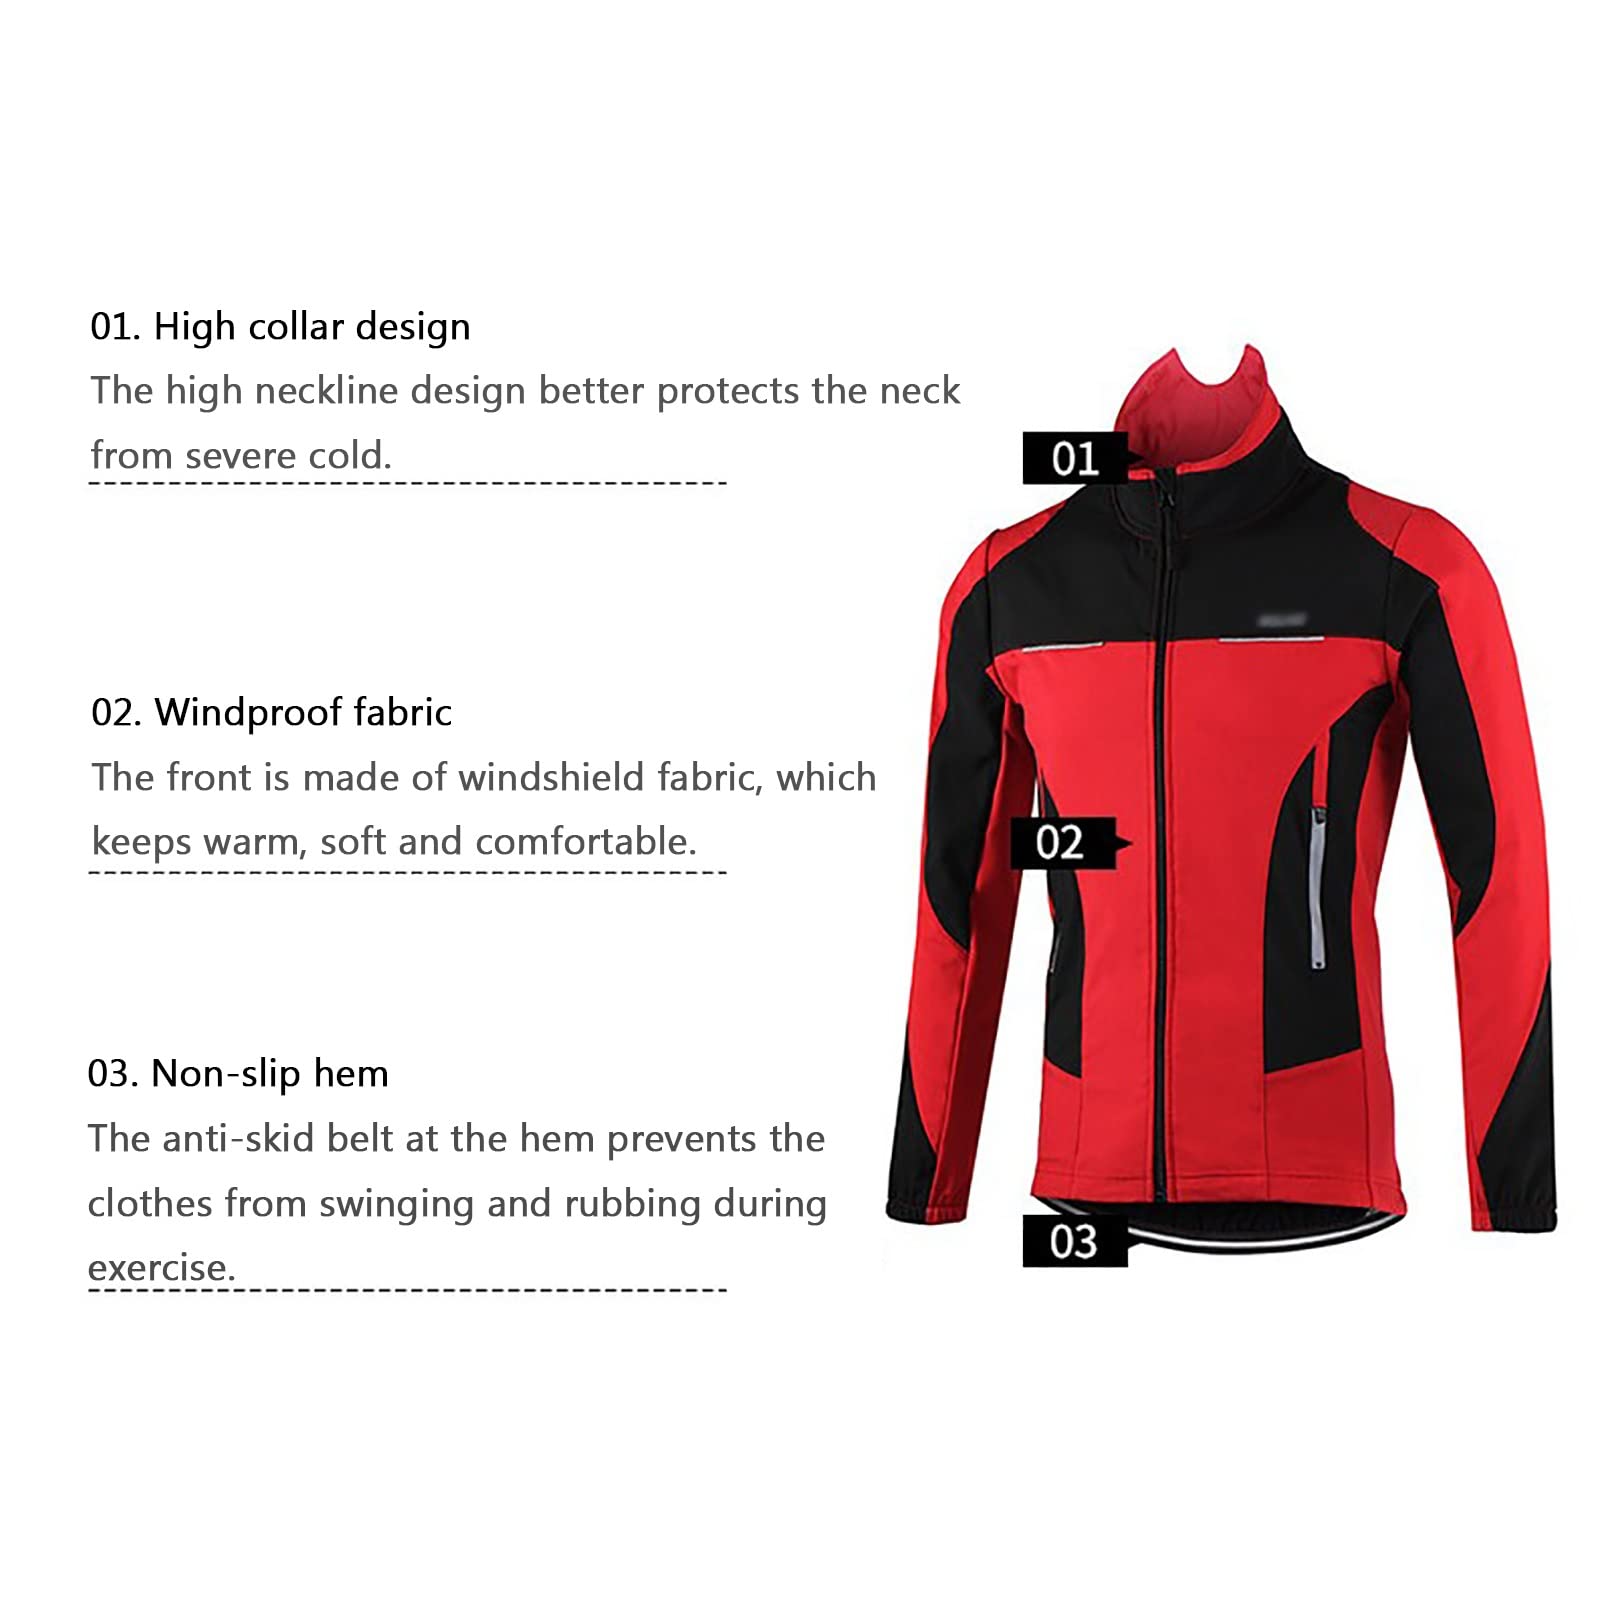 01. High collar design
The high neckline design better protects the neck
from severe cold.
01
02. Windproof fabric
The front is made of windshield fabric, which
keeps warm, soft and comfortable.
02
03. Non-slip hem
The anti-skid belt at the hem prevents the
clothes from swinging and rubbing during
exercise.
03